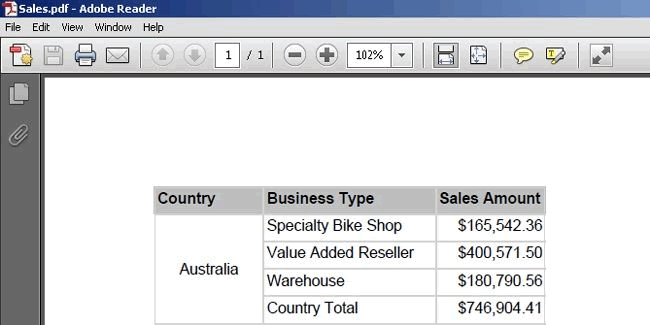 Sales.pdf - Adobe Reader
File Edit View Window Help
1 / 1 102%
Country Business Type Sales Amount
Specialty Bike Shop $165,542.36
Value Added Reseller $400,571.50
Australia
Warehouse $180,790.56
Country Total $746,904.41